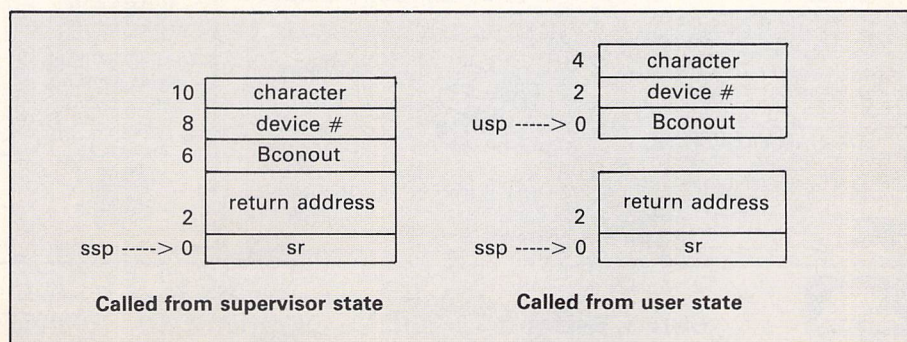 10 character
8 device #
6 Bconout
return address
2
ssp -----> 0 sr
Called from supervisor state
4 character
2 device #
usp -----> 0 Bconout
return address
2
ssp -----> 0 sr
Called from user state